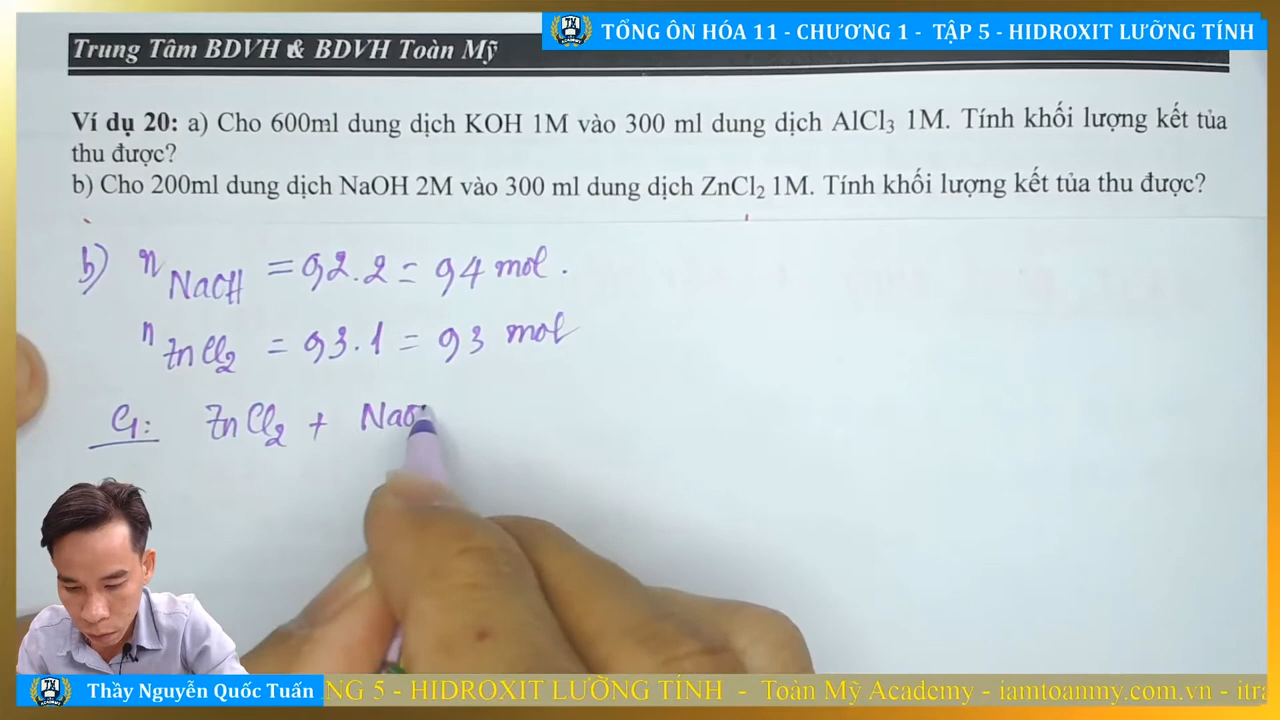 TỔNG ÔN HÓA 11 - CHƯƠNG 1 - TẬP 5 - HIDROXIT LƯỠNG TÍNH
Trung Tâm BDVH & BDVH Toàn Mỹ
Ví dụ 20: a) Cho 600ml dung dịch KOH 1M vào 300 ml dung dịch AlCl₃ 1M. Tính khối lượng kết tủa
thu được?
b) Cho 200ml dung dịch NaOH 2M vào 300 ml dung dịch ZnCl₂ 1M. Tính khối lượng kết tủa thu được?
b) n NaOH = 0,2.2 = 0,4 mol.
n ZnCl₂ = 0,3.1 = 0,3 mol
C1: ZnCl₂ + NaO
Thầy Nguyễn Quốc Tuấn
NG 5 - HIDROXIT LƯỠNG TÍNH - Toàn Mỹ Academy - iamtoanmy.com.vn - itra